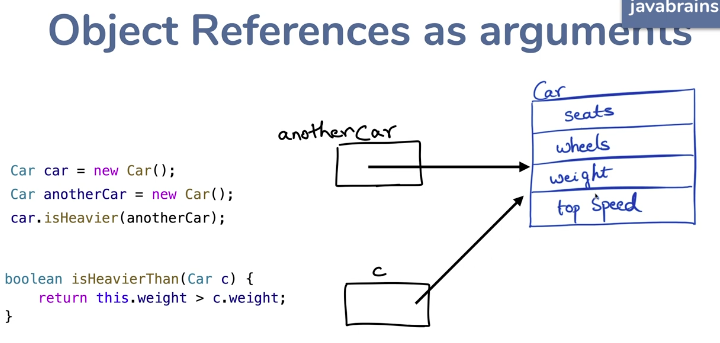 javabrains
Object References as arguments
Car
seats
wheels
weight
top Speed
anotherCar
Car car = new Car();
Car anotherCar = new Car();
car.isHeavier(anotherCar);
c
boolean isHeavierThan(Car c) {
    return this.weight > c.weight;
}